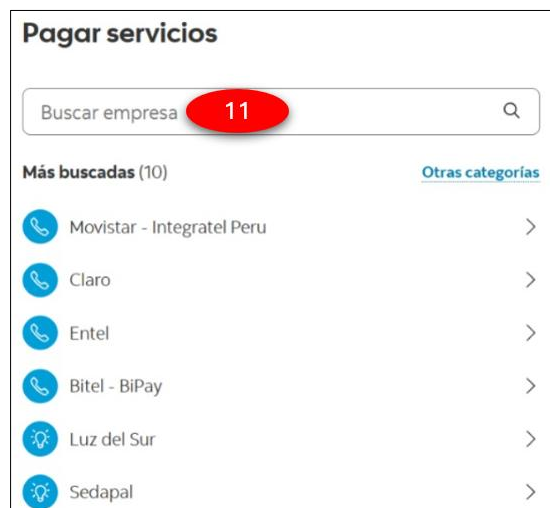 Pagar servicios
Buscar empresa 11
Más buscadas (10) Otras categorías
Movistar - Integratel Peru
Claro
Entel
Bitel - BiPay
Luz del Sur
Sedapal